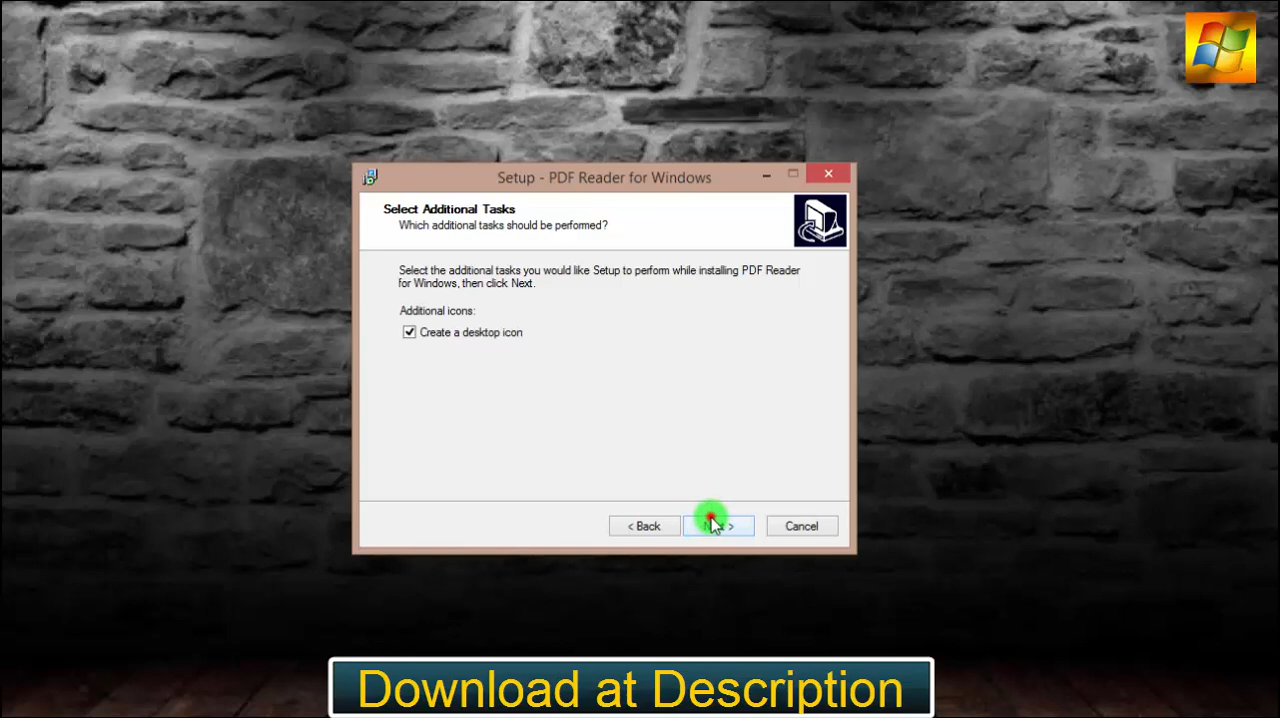 Setup - PDF Reader for Windows
Select Additional Tasks
Which additional tasks should be performed?
Select the additional tasks you would like Setup to perform while installing PDF Reader
for Windows, then click Next.
Additional icons:
Create a desktop icon
< Back
>
Cancel
Download at Description